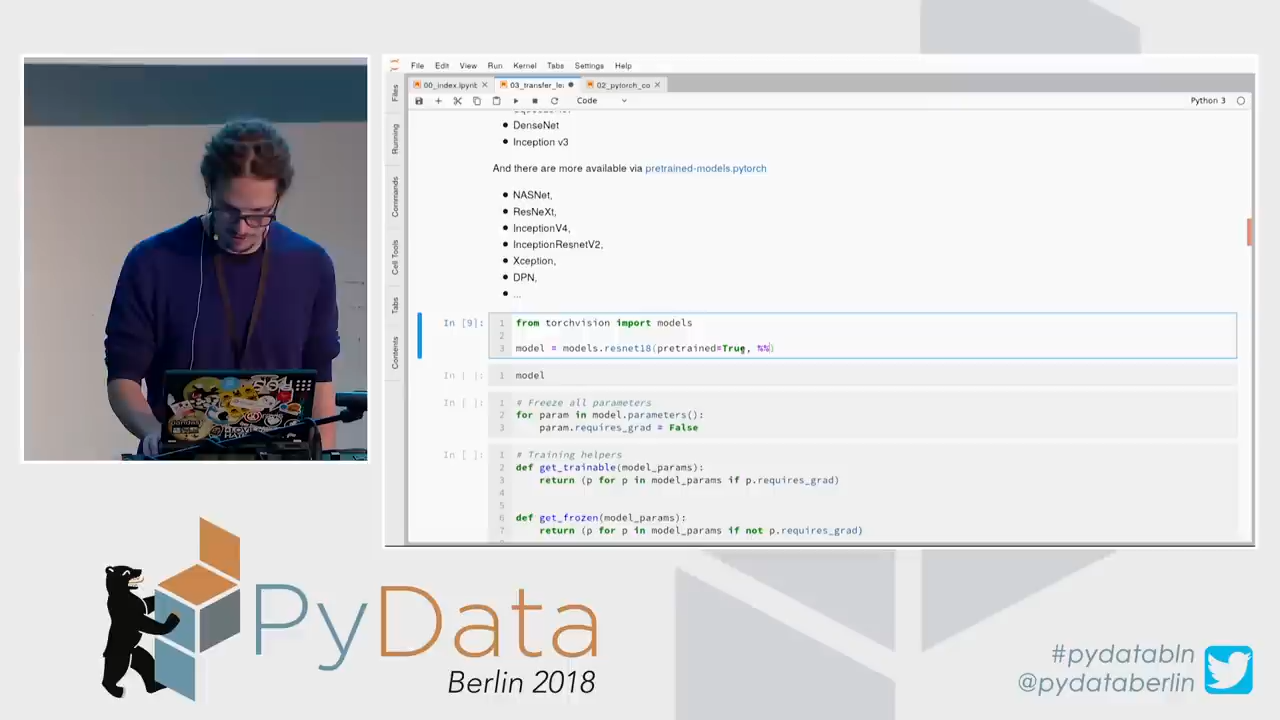 File Edit View Run Kernel Tabs Settings Help
00_index.ipynb 03_transfer_le 02_pytorch_co
Code
Python 3
Files
Running
Commands
Cell Tools
Tabs
Contents
DenseNet
Inception v3
And there are more available via pretrained-models.pytorch
NASNet,
ResNeXt,
InceptionV4,
InceptionResnetV2,
Xception,
DPN,
...
In [9]:
1 from torchvision import models
2
3 model = models.resnet18(pretrained=True, %%)
In [ ]:
1 model
In [ ]:
1 # Freeze all parameters
2 for param in model.parameters():
3 param.requires_grad = False
In [ ]:
1 # Training helpers
2 def get_trainable(model_params):
3 return (p for p in model_params if p.requires_grad)
4
5
6 def get_frozen(model_params):
7 return (p for p in model_params if not p.requires_grad)
PyData
Berlin 2018
#pydatabln
@pydataberlin